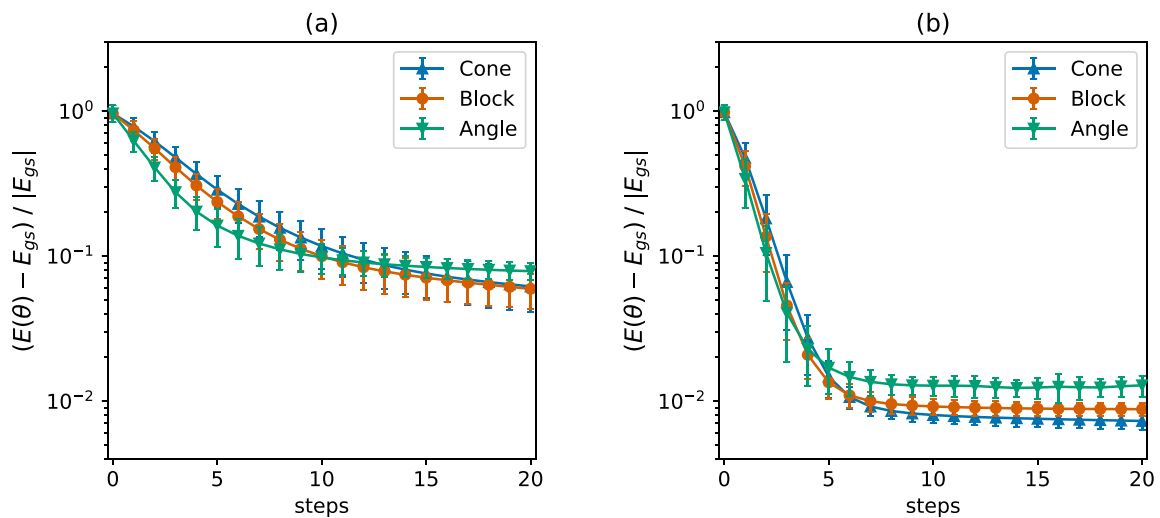 (a)
(E(θ) − E_gs) / |E_gs|
10^0
10^−1
10^−2
Cone
Block
Angle
0 5 10 15 20
steps
(b)
(E(θ) − E_gs) / |E_gs|
10^0
10^−1
10^−2
Cone
Block
Angle
0 5 10 15 20
steps